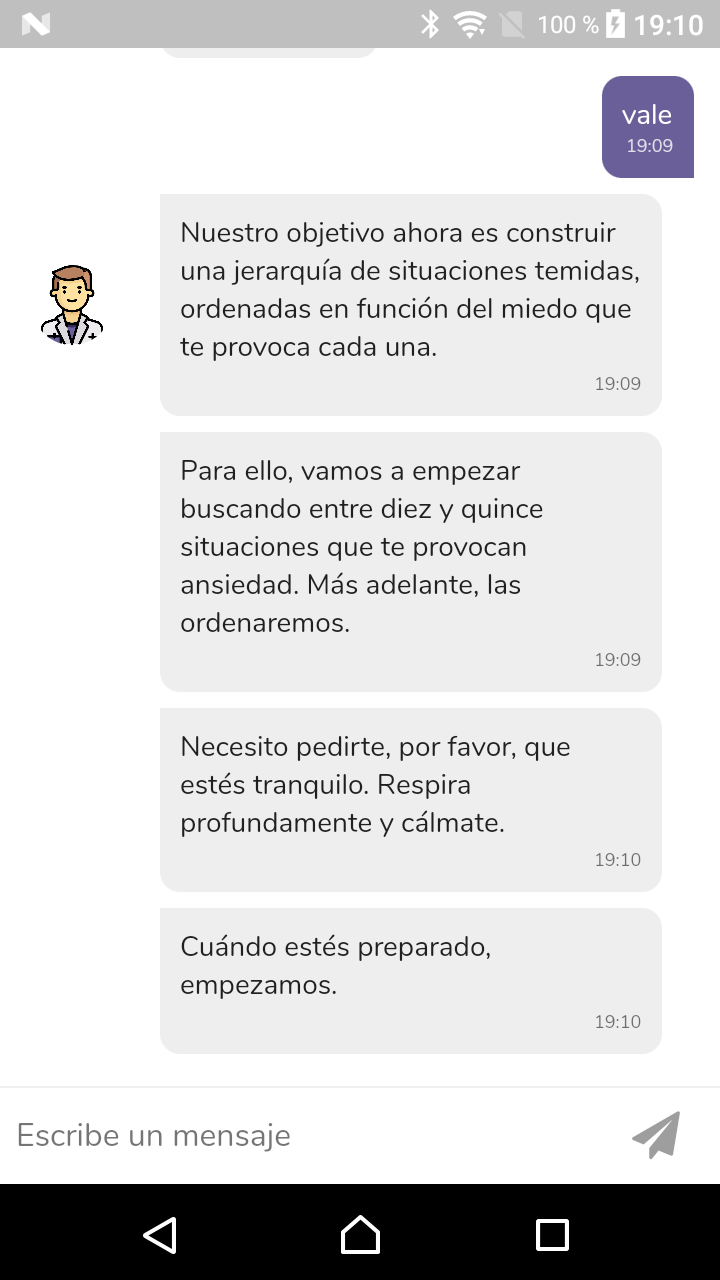 100 % 19:10
vale
19:09
Nuestro objetivo ahora es construir
una jerarquía de situaciones temidas,
ordenadas en función del miedo que
te provoca cada una.
19:09
Para ello, vamos a empezar
buscando entre diez y quince
situaciones que te provocan
ansiedad. Más adelante, las
ordenaremos.
19:09
Necesito pedirte, por favor, que
estés tranquilo. Respira
profundamente y cálmate.
19:10
Cuándo estés preparado,
empezamos.
19:10
Escribe un mensaje